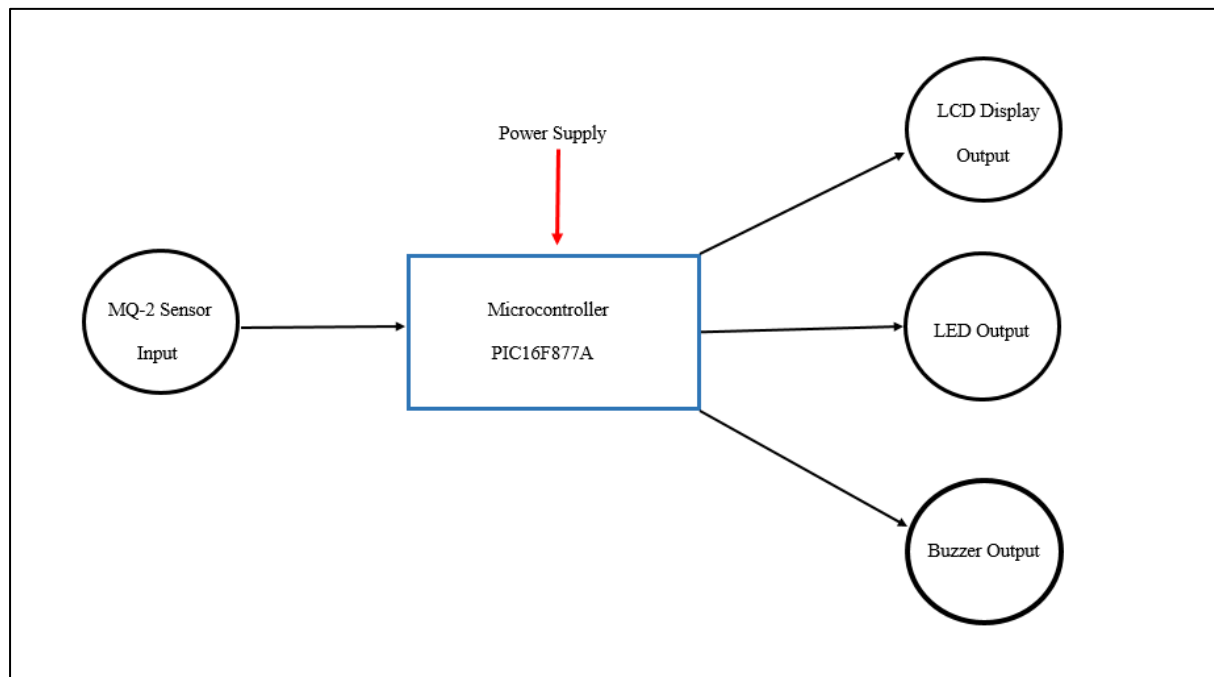 Power Supply
MQ-2 Sensor
Input
Microcontroller
PIC16F877A
LCD Display
Output
LED Output
Buzzer Output